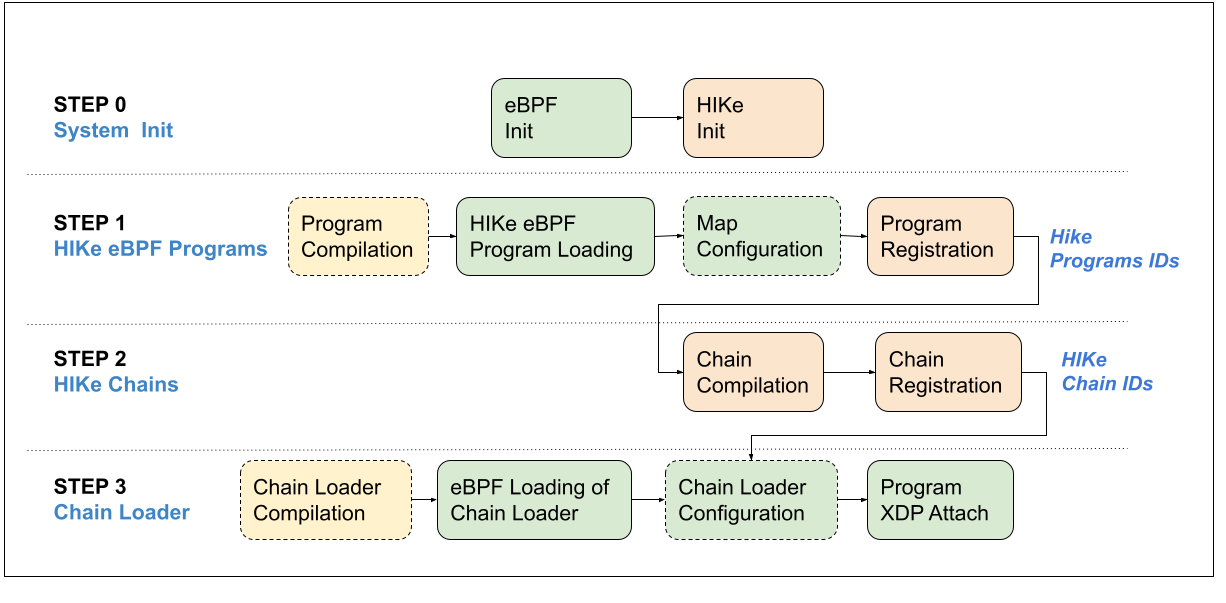 STEP 0
System Init
eBPF
Init
HIKe
Init
STEP 1
HIKe eBPF Programs
Program
Compilation
HIKe eBPF
Program Loading
Map
Configuration
Program
Registration
Hike
Programs IDs
STEP 2
HIKe Chains
Chain
Compilation
Chain
Registration
HIKe
Chain IDs
STEP 3
Chain Loader
Chain Loader
Compilation
eBPF Loading of
Chain Loader
Chain Loader
Configuration
Program
XDP Attach